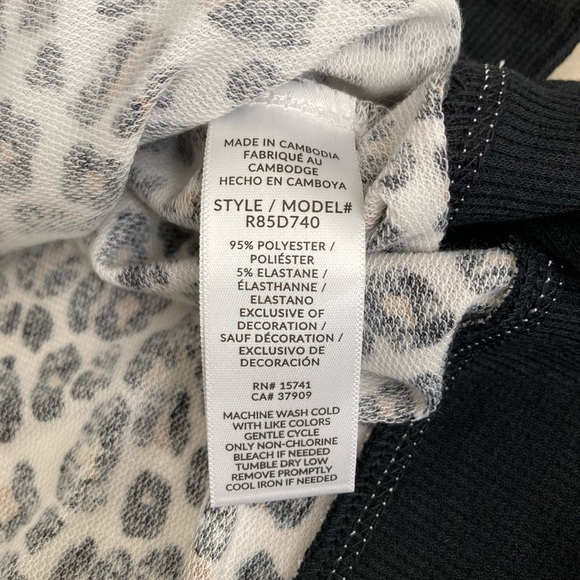 MADE IN CAMBODIA
FABRIQUÉ AU
CAMBODGE
HECHO EN CAMBOYA
STYLE / MODEL#
R85D740
95% POLYESTER /
POLIÉSTER
5% ELASTANE /
ÉLASTHANNE /
ELASTANO
EXCLUSIVE OF
DECORATION /
SAUF DÉCORATION /
EXCLUSIVO DE
DECORACIÓN
RN# 15741
CA# 37909
MACHINE WASH COLD
WITH LIKE COLORS
GENTLE CYCLE
ONLY NON-CHLORINE
BLEACH IF NEEDED
TUMBLE DRY LOW
REMOVE PROMPTLY
COOL IRON IF NEEDED